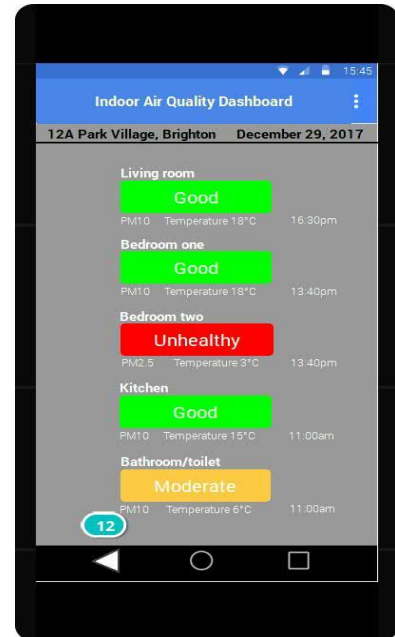 15:45
Indoor Air Quality Dashboard
12A Park Village, Brighton December 29, 2017
Living room
Good
PM10 Temperature 18°C 16:30pm
Bedroom one
Good
PM10 Temperature 18°C 13:40pm
Bedroom two
Unhealthy
PM2.5 Temperature 3°C 13:40pm
Kitchen
Good
PM10 Temperature 15°C 11:00am
Bathroom/toilet
Moderate
PM10 Temperature 6°C 11:00am
12